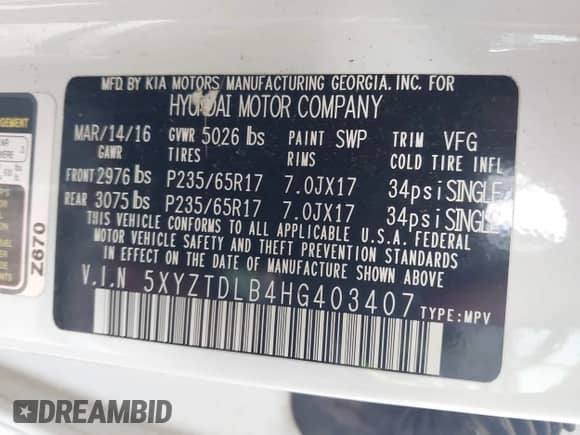 MFD. BY KIA MOTORS MANUFACTURING GEORGIA. INC. FOR
HYUNDAI MOTOR COMPANY
MAR/14/16 GVWR 5026 lbs PAINT SWP TRIM VFG
GAWR TIRES RIMS COLD TIRE INFL
FRONT 2976 lbs P235/65R17 7.0JX17 34psi SINGLE
REAR 3075 lbs P235/65R17 7.0JX17 34psi SINGLE
THIS VEHICLE CONFORMS TO ALL APPLICABLE U.S.A. FEDERAL
MOTOR VEHICLE SAFETY AND THEFT PREVENTION STANDARDS
IN EFFECT ON THE DATE OF MANUFACTURE SHOWN ABOVE.
V.I.N 5XYZTDLB4HG403407
TYPE:MPV
Z670
DREAMBID